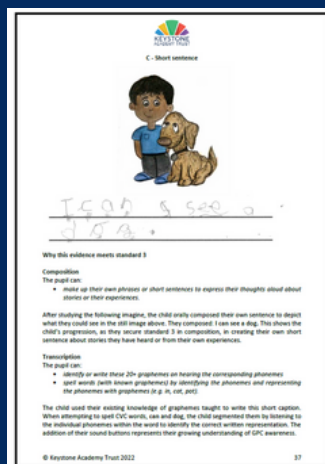 KEYSTONE
ACADEMY TRUST
C - Short sentence
I can see a
dog.
Why this evidence meets standard 3
Composition
The pupil can:
• make up their own phrases or short sentences to express their thoughts aloud about
stories or their experiences.
After studying the following imagine, the child orally composed their own sentence to depict
what they could see in the still image above. They composed: I can see a dog. This shows the
child's progression, as they secure standard 3 in composition, in creating their own short
sentence about stories they have heard or from their own experiences.
Transcription
The pupil can:
• identify or write these 20+ graphemes on hearing the corresponding phonemes
• spell words (with known graphemes) by identifying the phonemes and representing
the phonemes with graphemes (e.g. in, cat, pot).
The child used their existing knowledge of graphemes taught to write this short caption.
When attempting to spell CVC words, can and dog, the child segmented them by listening to
the individual phonemes within the word to identify the correct written representation. The
addition of their sound buttons represents their growing understanding of GPC awareness.
© Keystone Academy Trust 2022 37